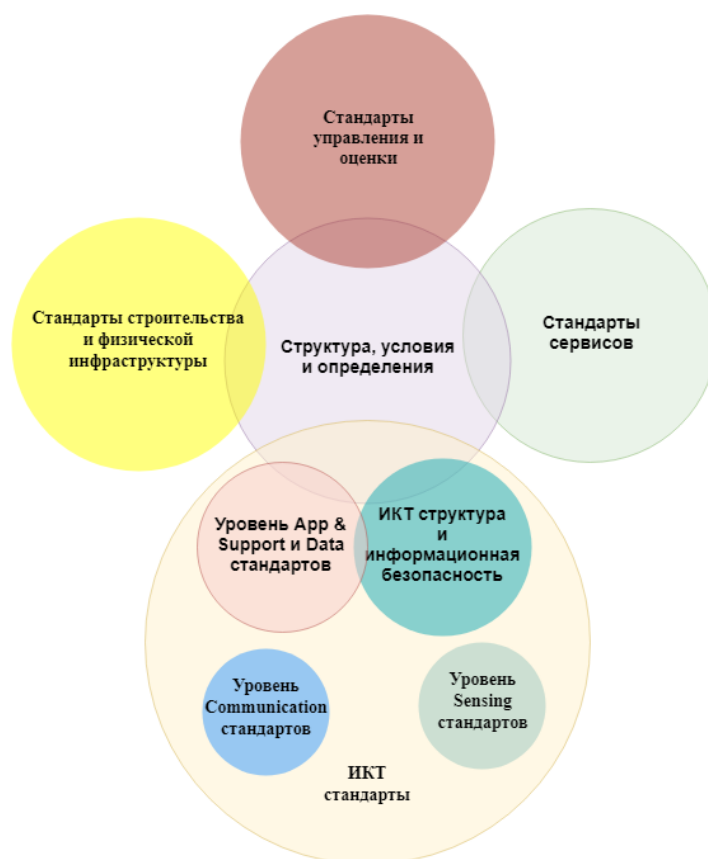 Стандарты
управления и
оценки
Стандарты строительства
и физической
инфраструктуры
Структура, условия
и определения
Стандарты
сервисов
Уровень App &
Support и Data
стандартов
ИКТ структура
и
информационная
безопасность
Уровень
Communication
стандартов
Уровень
Sensing
стандартов
ИКТ
стандарты